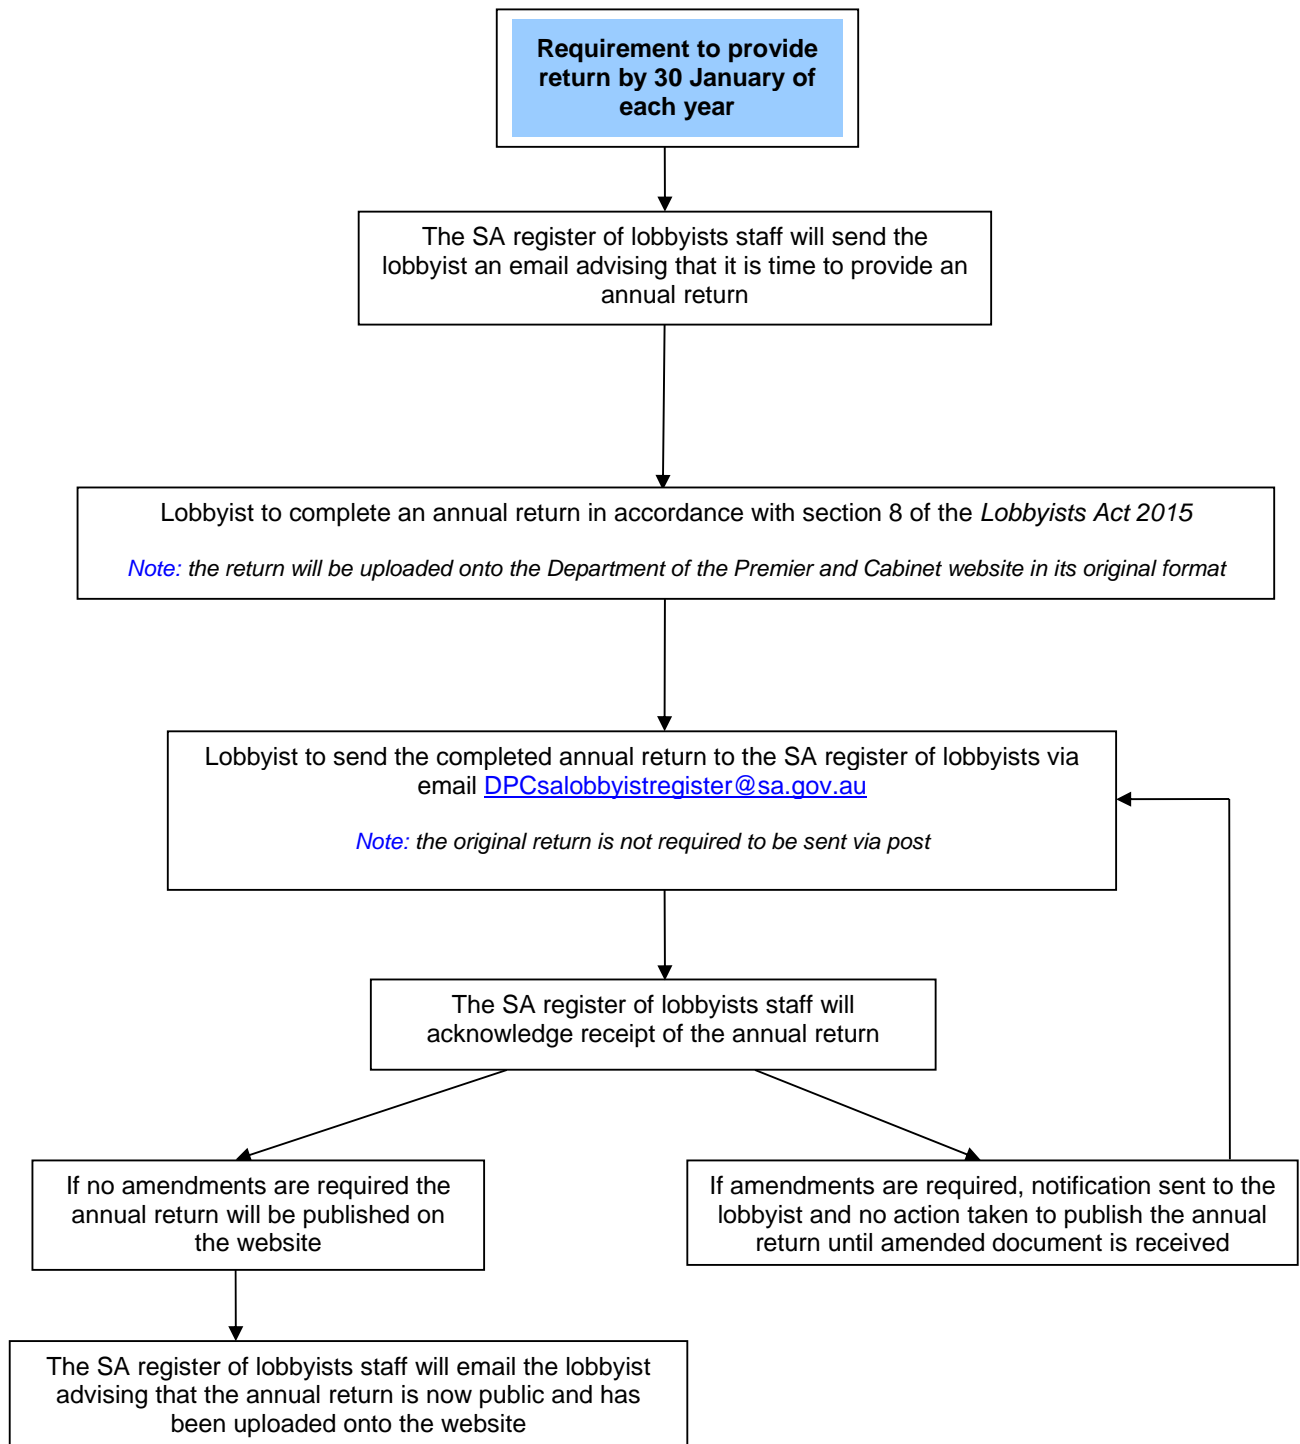 Requirement to provide
return by 30 January of
each year
The SA register of lobbyists staff will send the
lobbyist an email advising that it is time to provide an
annual return
Lobbyist to complete an annual return in accordance with section 8 of the Lobbyists Act 2015
Note: the return will be uploaded onto the Department of the Premier and Cabinet website in its original format
Lobbyist to send the completed annual return to the SA register of lobbyists via
email DPCsalobbyistregister@sa.gov.au
Note: the original return is not required to be sent via post
The SA register of lobbyists staff will
acknowledge receipt of the annual return
If no amendments are required the
annual return will be published on
the website
If amendments are required, notification sent to the
lobbyist and no action taken to publish the annual
return until amended document is received
The SA register of lobbyists staff will email the lobbyist
advising that the annual return is now public and has
been uploaded onto the website